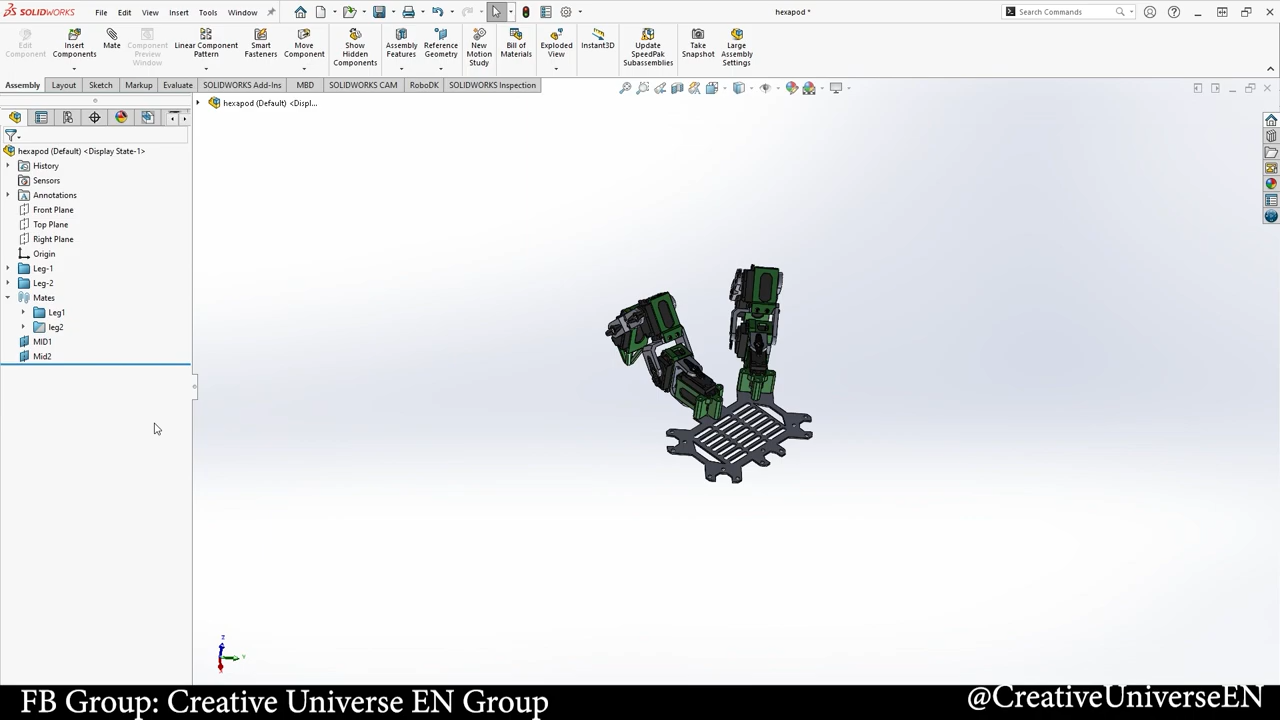 SOLIDWORKS File Edit View Insert Tools Window hexapod * Search Commands
Edit Component
Insert Components
Mate
Component Preview Window
Linear Component Pattern
Smart Fasteners
Move Component
Show Hidden Components
Assembly Features
Reference Geometry
New Motion Study
Bill of Materials
Exploded View
Instant3D
Update SpeedPak Subassemblies
Take Snapshot
Large Assembly Settings
Assembly Layout Sketch Markup Evaluate SOLIDWORKS Add-Ins MBD SOLIDWORKS CAM RoboDK SOLIDWORKS Inspection
hexapod (Default) <Displ...
hexapod (Default) <Display State-1>
History
Sensors
Annotations
Front Plane
Top Plane
Right Plane
Origin
Leg-1
Leg-2
Mates
Leg1
leg2
MID1
Mid2
Z
Y
FB Group: Creative Universe EN Group @CreativeUniverseEN